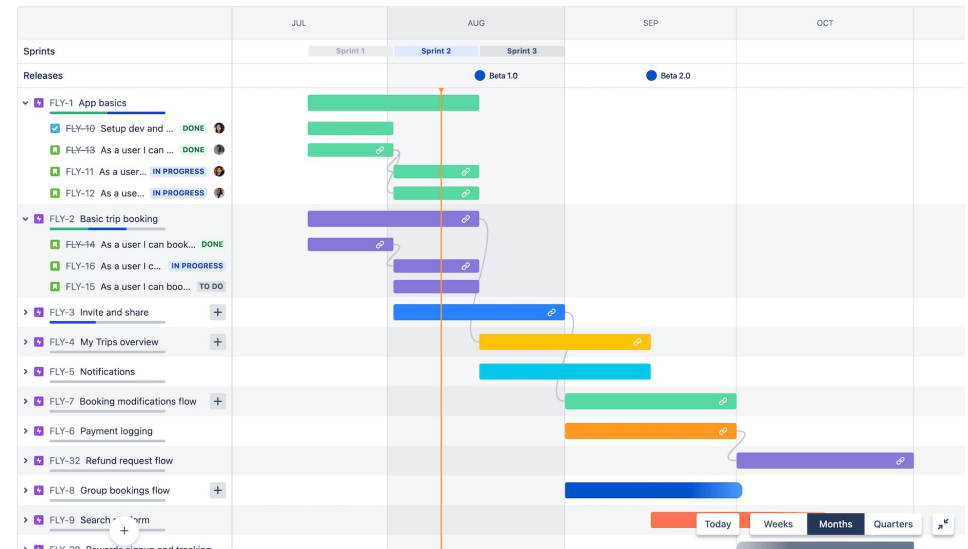 JUL AUG SEP OCT
Sprints Sprint 1 Sprint 2 Sprint 3
Releases Beta 1.0 Beta 2.0
FLY-1 App basics
FLY-10 Setup dev and ... DONE
FLY-13 As a user I can ... DONE
FLY-11 As a user... IN PROGRESS
FLY-12 As a use... IN PROGRESS
FLY-2 Basic trip booking
FLY-14 As a user I can book... DONE
FLY-16 As a user I c... IN PROGRESS
FLY-15 As a user I can boo... TO DO
FLY-3 Invite and share +
FLY-4 My Trips overview +
FLY-5 Notifications
FLY-7 Booking modifications flow +
FLY-6 Payment logging
FLY-32 Refund request flow
FLY-8 Group bookings flow +
FLY-9 Search
+ Today Weeks Months Quarters